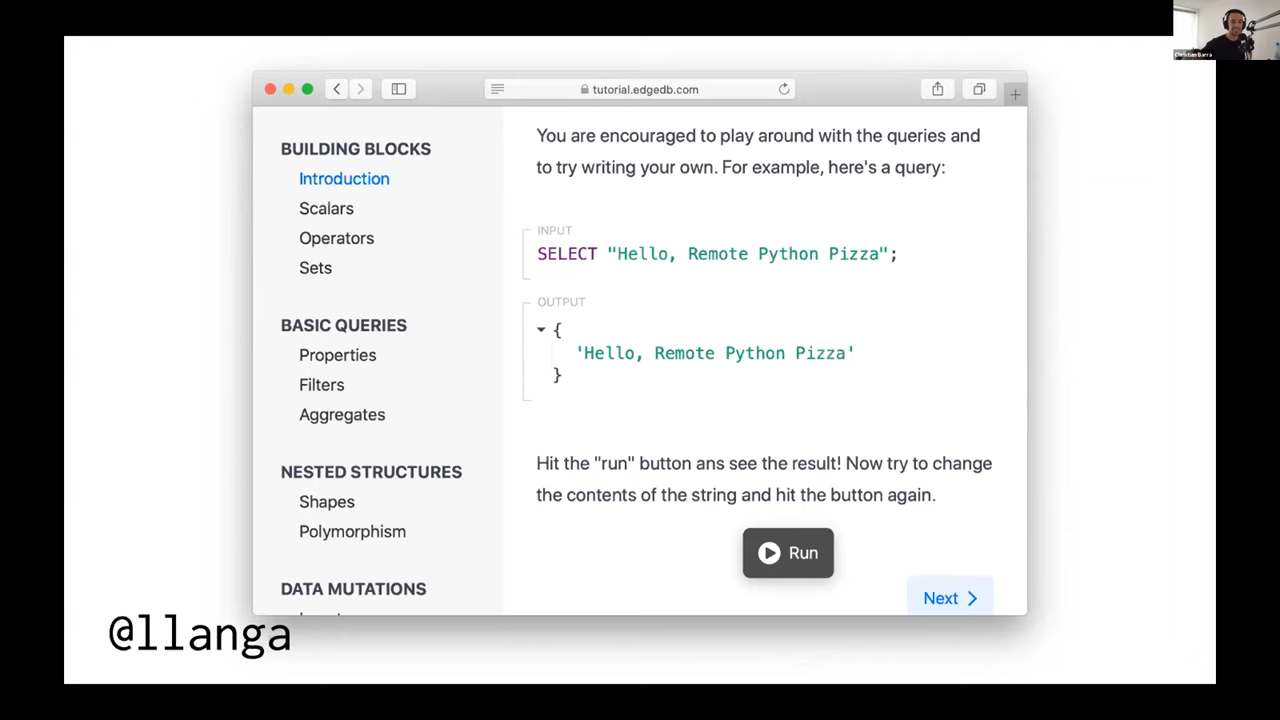 Christian Barra
tutorial.edgedb.com
BUILDING BLOCKS
Introduction
Scalars
Operators
Sets
BASIC QUERIES
Properties
Filters
Aggregates
NESTED STRUCTURES
Shapes
Polymorphism
DATA MUTATIONS
You are encouraged to play around with the queries and
to try writing your own. For example, here's a query:
INPUT
SELECT "Hello, Remote Python Pizza";
OUTPUT
{
'Hello, Remote Python Pizza'
}
Hit the "run" button ans see the result! Now try to change
the contents of the string and hit the button again.
Run
Next
@llanga